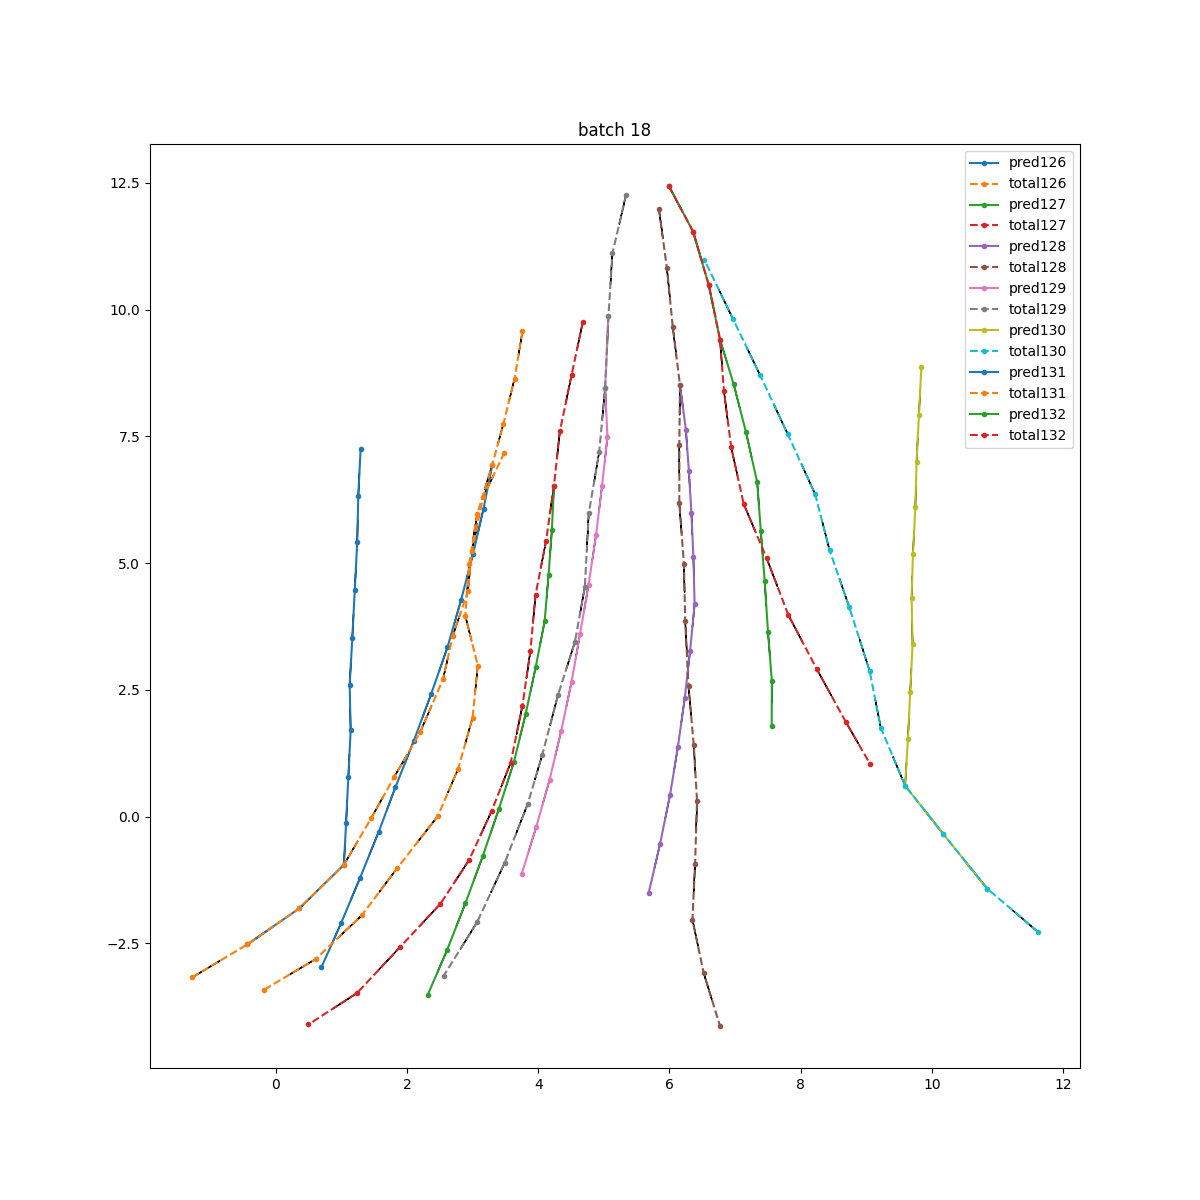 batch 18
pred126
total126
pred127
total127
pred128
total128
pred129
total129
pred130
total130
pred131
total131
pred132
total132
12.5
10.0
7.5
5.0
2.5
0.0
−2.5
0 2 4 6 8 10 12